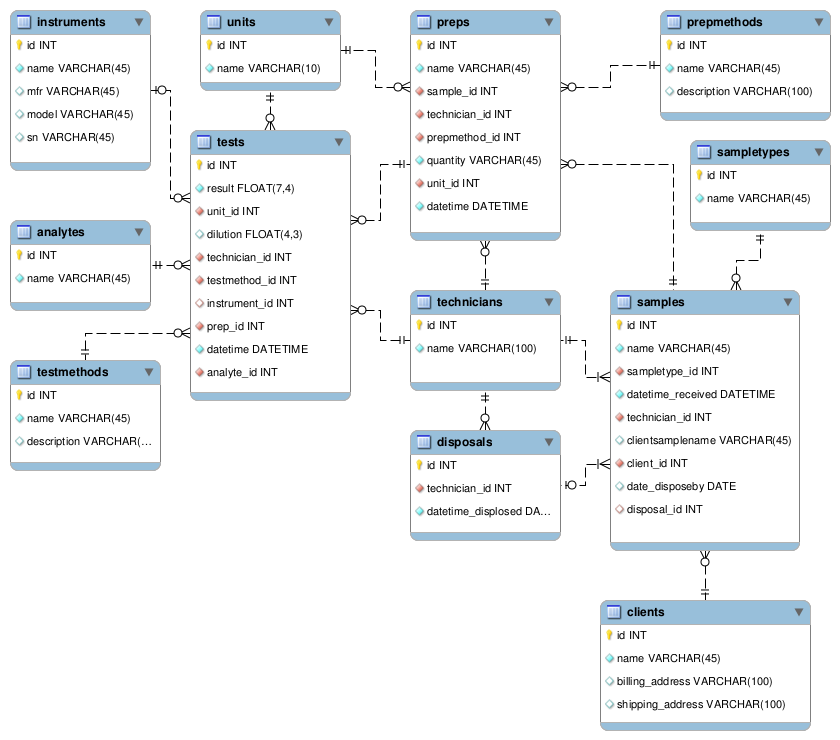 instruments
id INT
name VARCHAR(45)
mfr VARCHAR(45)
model VARCHAR(45)
sn VARCHAR(45)
units
id INT
name VARCHAR(10)
preps
id INT
name VARCHAR(45)
sample_id INT
technician_id INT
prepmethod_id INT
quantity VARCHAR(45)
unit_id INT
datetime DATETIME
prepmethods
id INT
name VARCHAR(45)
description VARCHAR(100)
tests
id INT
result FLOAT(7,4)
unit_id INT
dilution FLOAT(4,3)
technician_id INT
testmethod_id INT
instrument_id INT
prep_id INT
datetime DATETIME
analyte_id INT
sampletypes
id INT
name VARCHAR(45)
analytes
id INT
name VARCHAR(45)
technicians
id INT
name VARCHAR(100)
samples
id INT
name VARCHAR(45)
sampletype_id INT
datetime_received DATETIME
technician_id INT
clientsamplename VARCHAR(45)
client_id INT
date_disposeby DATE
disposal_id INT
testmethods
id INT
name VARCHAR(45)
description VARCHAR(...
disposals
id INT
technician_id INT
datetime_displosed DA...
clients
id INT
name VARCHAR(45)
billing_address VARCHAR(100)
shipping_address VARCHAR(100)